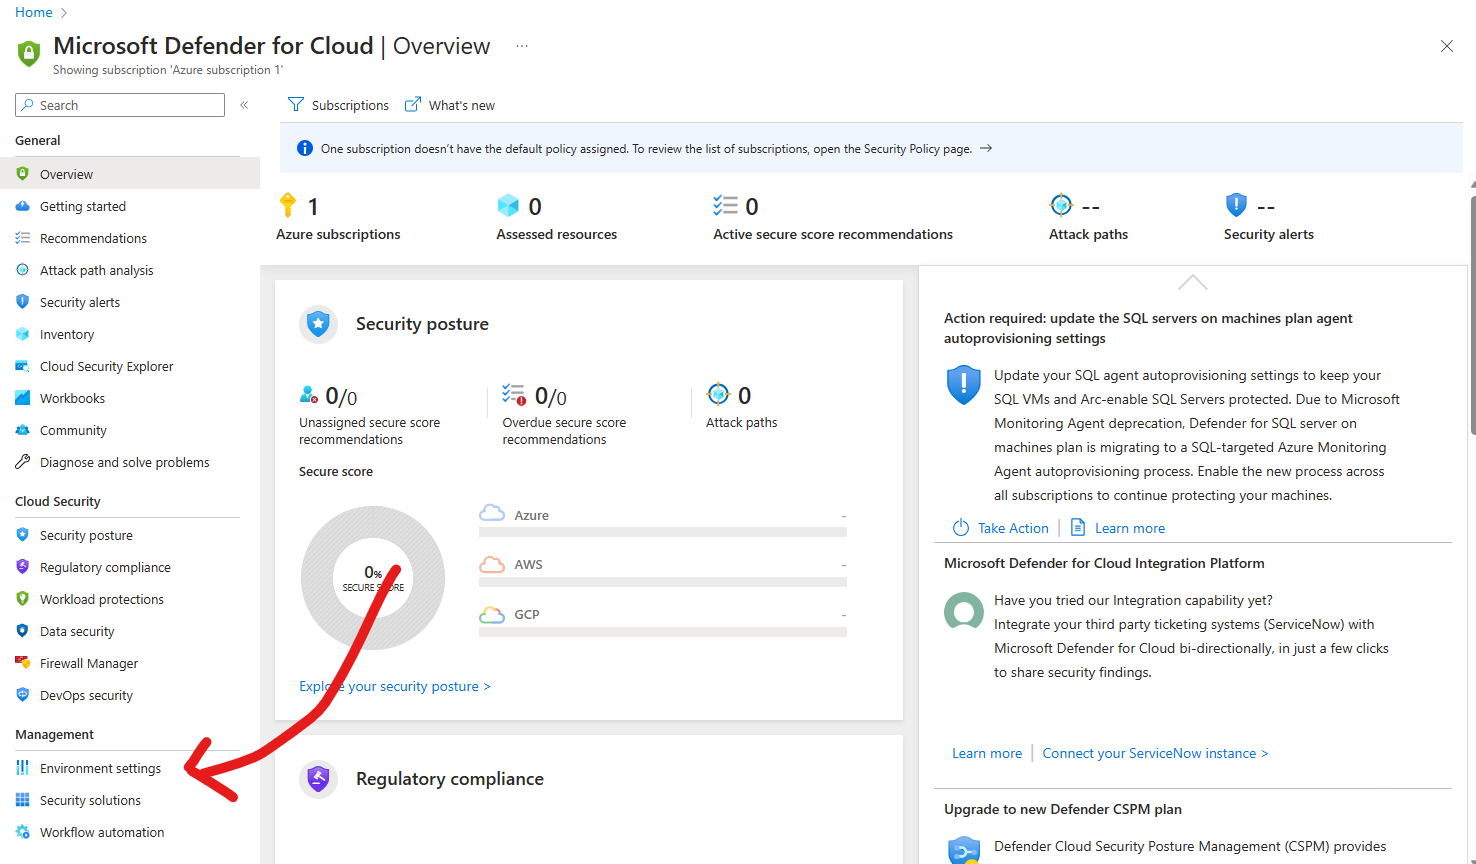 Home >
Microsoft Defender for Cloud | Overview ...
Showing subscription 'Azure subscription 1'
Search «
General
Overview
Getting started
Recommendations
Attack path analysis
Security alerts
Inventory
Cloud Security Explorer
Workbooks
Community
Diagnose and solve problems
Cloud Security
Security posture
Regulatory compliance
Workload protections
Data security
Firewall Manager
DevOps security
Management
Environment settings
Security solutions
Workflow automation
Subscriptions What's new
One subscription doesn't have the default policy assigned. To review the list of subscriptions, open the Security Policy page. →
1
Azure subscriptions
0
Assessed resources
0
Active secure score recommendations
--
Attack paths
--
Security alerts
Security posture
0/0
Unassigned secure score
recommendations
0/0
Overdue secure score
recommendations
0
Attack paths
Secure score
0%
SECURE SCORE
Azure -
AWS -
GCP -
Explore your security posture >
Regulatory compliance
Action required: update the SQL servers on machines plan agent
autoprovisioning settings
Update your SQL agent autoprovisioning settings to keep your
SQL VMs and Arc-enable SQL Servers protected. Due to Microsoft
Monitoring Agent deprecation, Defender for SQL server on
machines plan is migrating to a SQL-targeted Azure Monitoring
Agent autoprovisioning process. Enable the new process across
all subscriptions to continue protecting your machines.
Take Action | Learn more
Microsoft Defender for Cloud Integration Platform
Have you tried our Integration capability yet?
Integrate your third party ticketing systems (ServiceNow) with
Microsoft Defender for Cloud bi-directionally, in just a few clicks
to share security findings.
Learn more | Connect your ServiceNow instance >
Upgrade to new Defender CSPM plan
Defender Cloud Security Posture Management (CSPM) provides